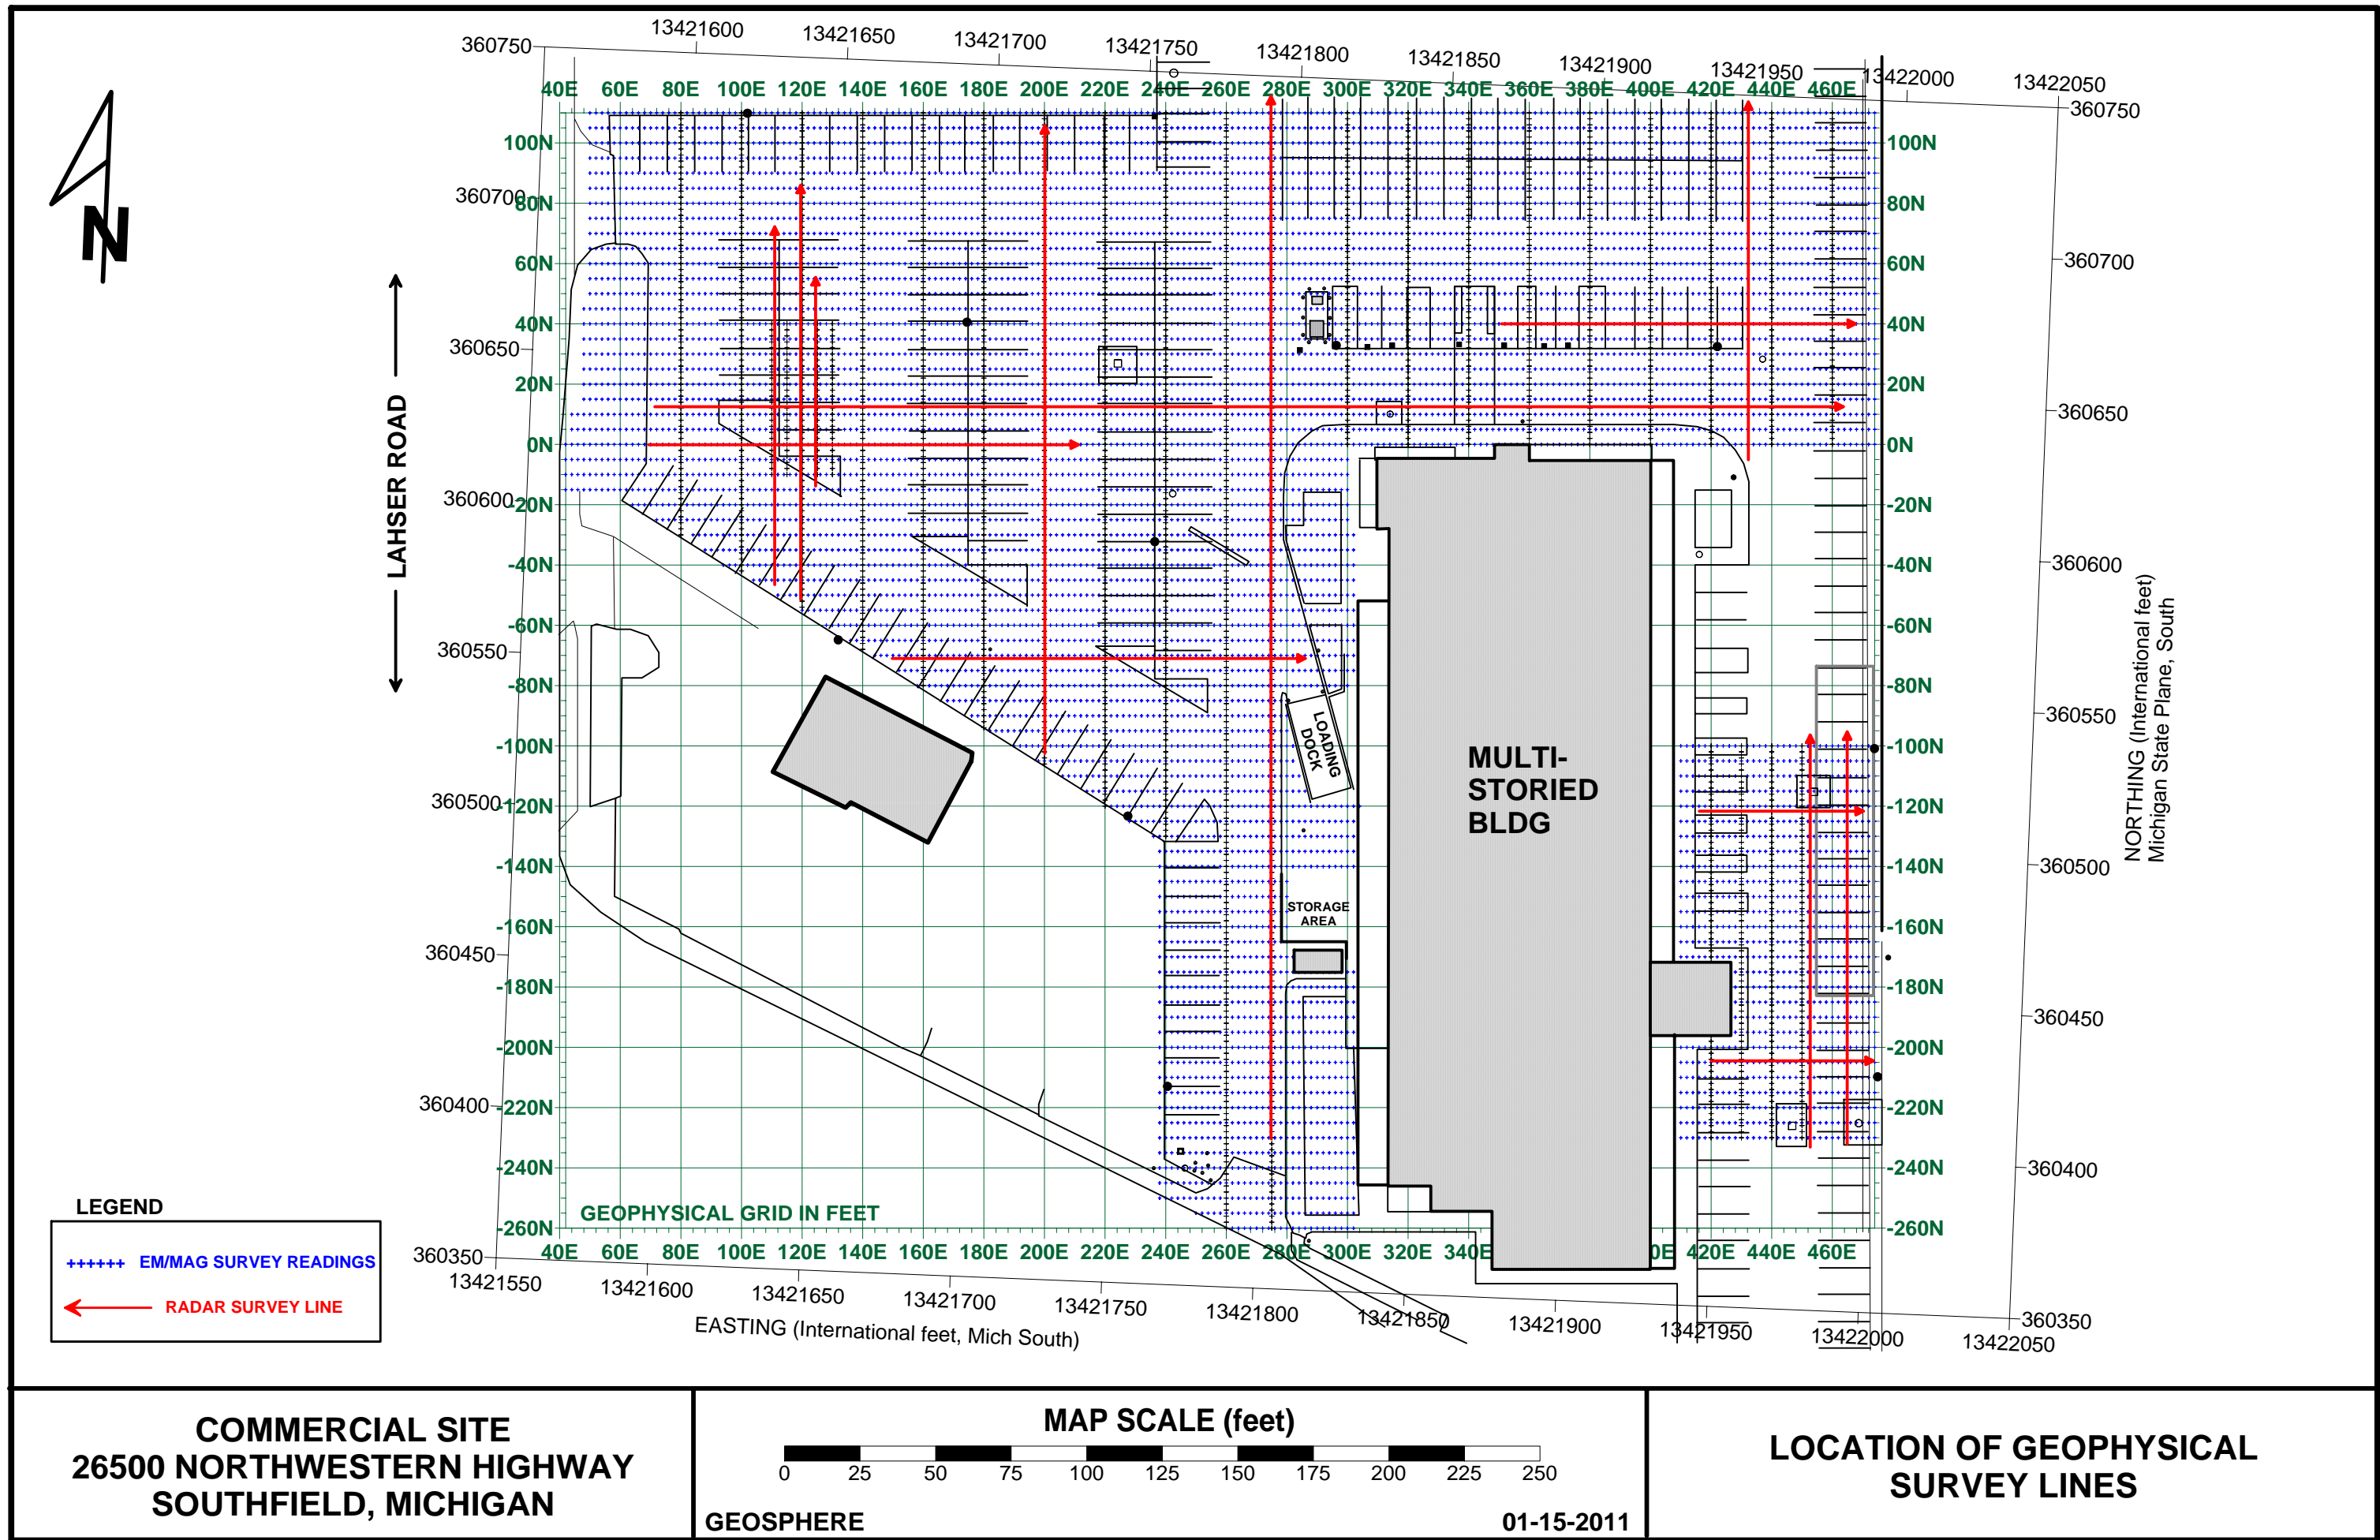 13421600 13421650 13421700 13421750 13421800 13421850 13421900 13421950 13422000 13422050
360750 360750
40E 60E 80E 100E 120E 140E 160E 180E 200E 220E 240E 260E 280E 300E 320E 340E 360E 380E 400E 420E 440E 460E
100N 100N
360700 80N 80N
N
60N 60N 360700
40N 40N
360650
20N 20N
360650
LAHSER ROAD
0N 0N
360600 -20N -20N
-40N -40N 360600
-60N -60N
360550
-80N -80N
360550
LOADING
DOCK
-100N -100N
MULTI-
STORIED
BLDG
NORTHING (International feet)
Michigan State Plane, South
360500 -120N -120N
-140N -140N 360500
STORAGE
AREA
-160N -160N
360450
-180N -180N
360450
-200N -200N
360400 -220N -220N
-240N -240N 360400
GEOPHYSICAL GRID IN FEET
-260N -260N
40E 60E 80E 100E 120E 140E 160E 180E 200E 220E 240E 260E 280E 300E 320E 340E 0E 420E 440E 460E
360350 360350
13421550 13421600 13421650 13421700 13421750 13421800 13421850 13421900 13421950 13422000 13422050
EASTING (International feet, Mich South)
LEGEND
++++++ EM/MAG SURVEY READINGS
RADAR SURVEY LINE
COMMERCIAL SITE
26500 NORTHWESTERN HIGHWAY
SOUTHFIELD, MICHIGAN
MAP SCALE (feet)
0 25 50 75 100 125 150 175 200 225 250
GEOSPHERE 01-15-2011
LOCATION OF GEOPHYSICAL
SURVEY LINES